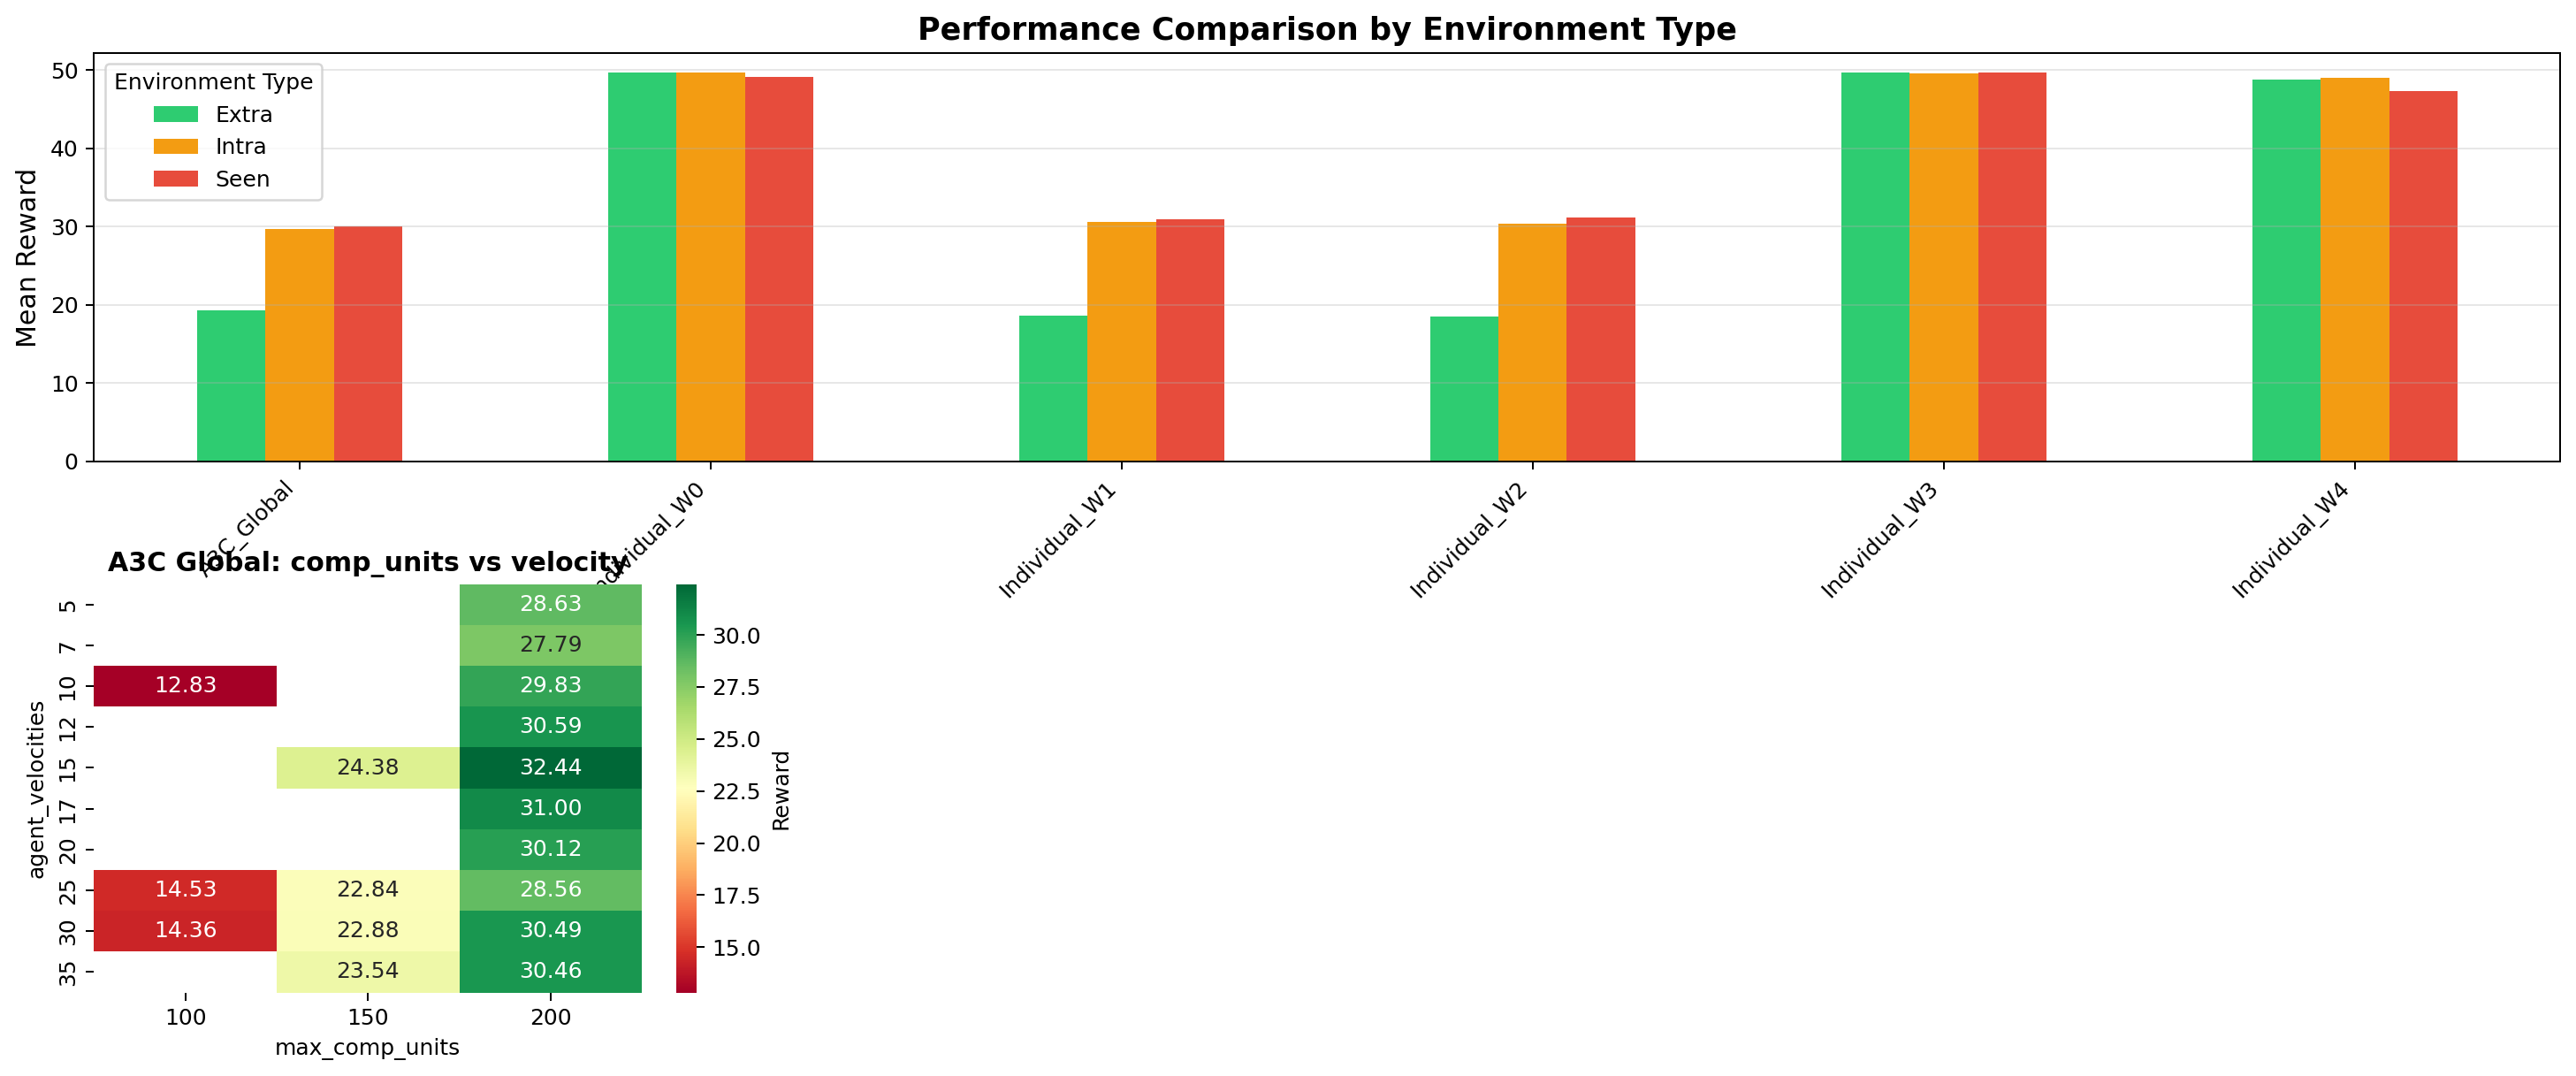 Performance Comparison by Environment Type
Mean Reward
50
40
30
20
10
0
Environment Type
Extra
Intra
Seen
A3C_Global
Individual_W0
Individual_W1
Individual_W2
Individual_W3
Individual_W4
A3C Global: comp_units vs velocity
agent_velocities
5 28.63
7 27.79
10 12.83 29.83
12 30.59
15 24.38 32.44
17 31.00
20 30.12
25 14.53 22.84 28.56
30 14.36 22.88 30.49
35 23.54 30.46
100 150 200
max_comp_units
30.0
27.5
25.0
22.5
20.0
17.5
15.0
Reward